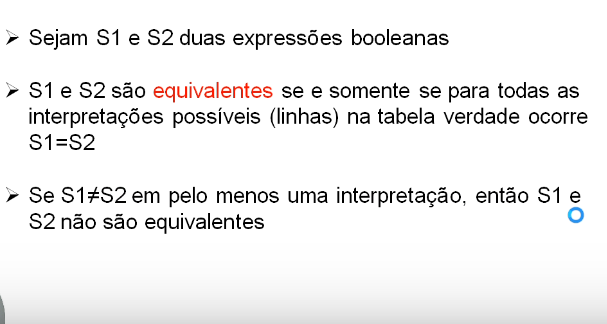 ➢ Sejam S1 e S2 duas expressões booleanas
➢ S1 e S2 são equivalentes se e somente se para todas as
interpretações possíveis (linhas) na tabela verdade ocorre
S1=S2
➢ Se S1≠S2 em pelo menos uma interpretação, então S1 e
S2 não são equivalentes